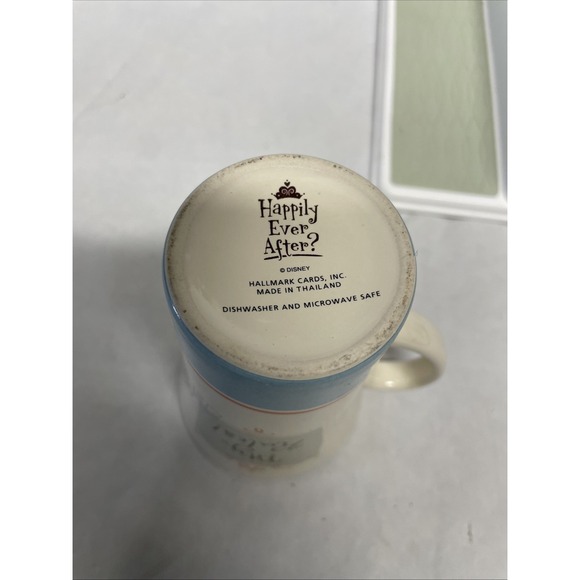 Happily
Ever
After?
© DISNEY
HALLMARK CARDS, INC.
MADE IN THAILAND
DISHWASHER AND MICROWAVE SAFE